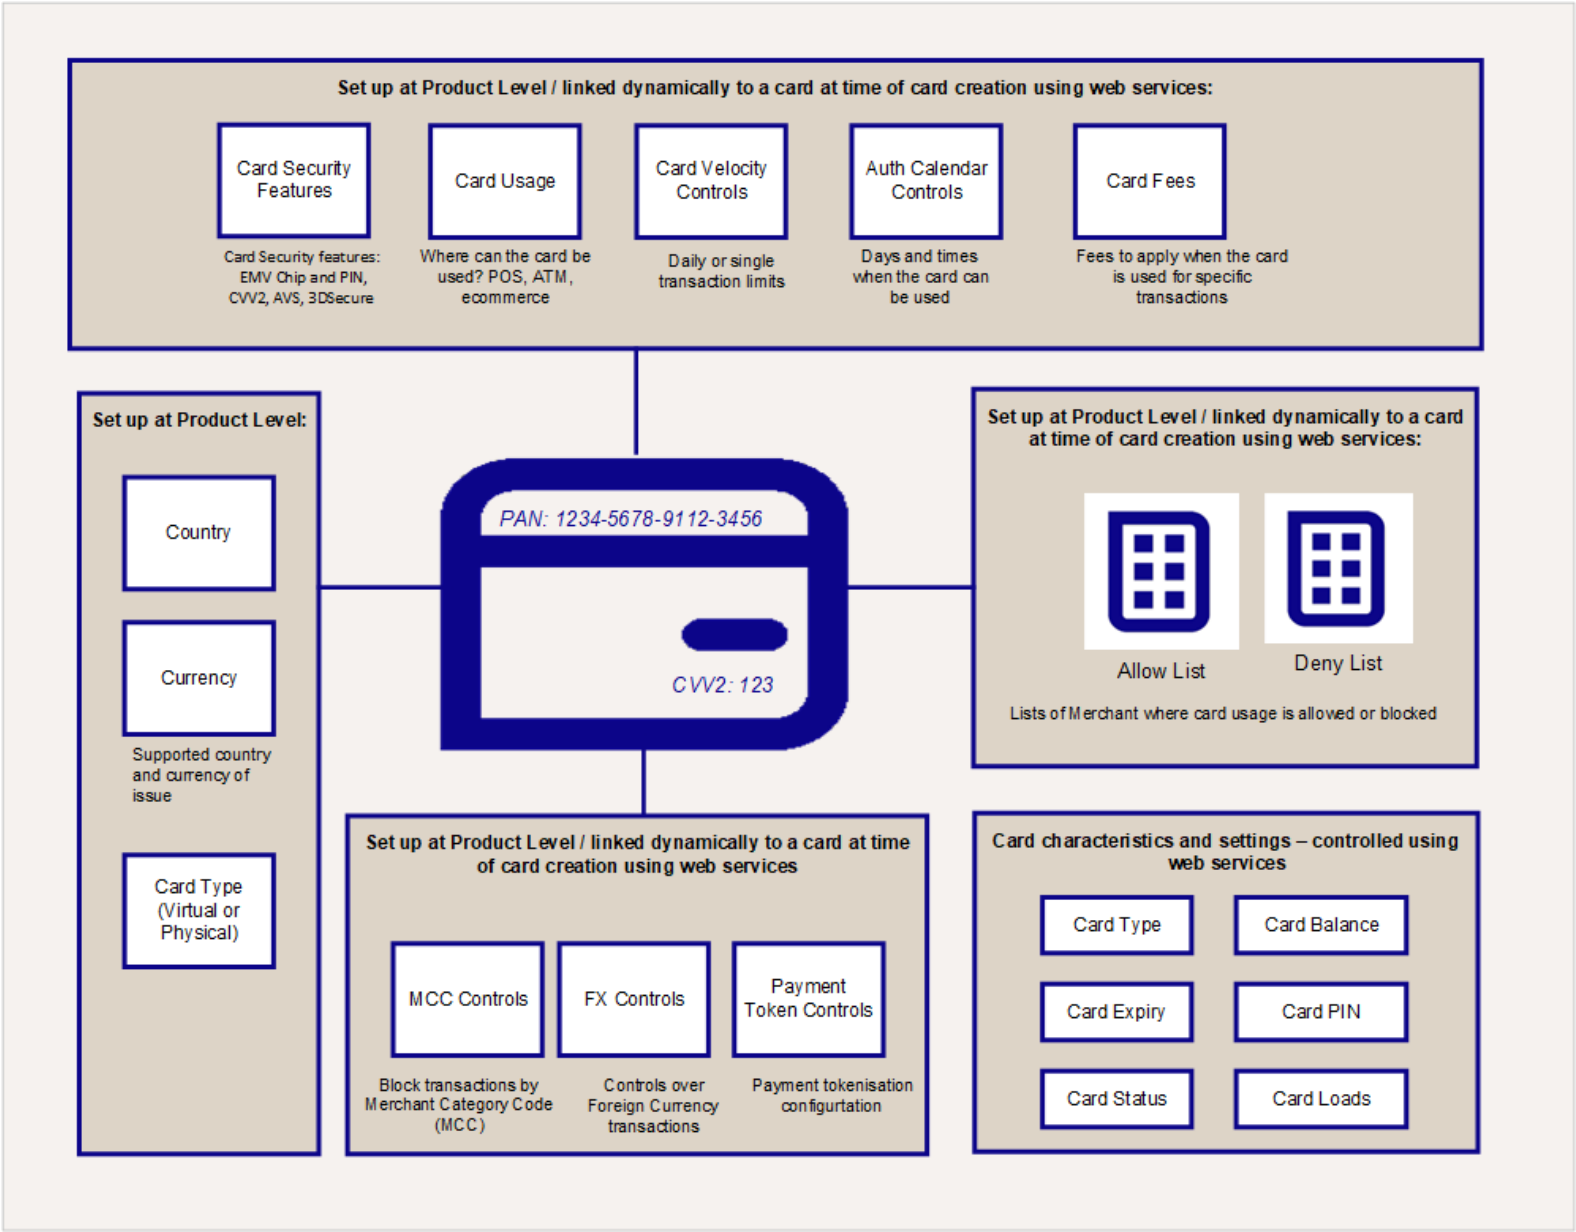 Set up at Product Level / linked dynamically to a card at time of card creation using web services:
Card Security
Features
Card Usage
Card Velocity
Controls
Auth Calendar
Controls
Card Fees
Card Security features:
EMV Chip and PIN,
CVV2, AVS, 3DSecure
Where can the card be
used? POS, ATM,
ecommerce
Daily or single
transaction limits
Days and times
when the card can
be used
Fees to apply when the card
is used for specific
transactions
Set up at Product Level:
Country
Currency
Supported country
and currency of
issue
Card Type
(Virtual or
Physical)
PAN: 1234-5678-9112-3456
CVV2: 123
Set up at Product Level / linked dynamically to a card
at time of card creation using web services:
Allow List
Deny List
Lists of Merchant where card usage is allowed or blocked
Set up at Product Level / linked dynamically to a card at time
of card creation using web services
MCC Controls
FX Controls
Payment
Token Controls
Block transactions by
Merchant Category Code
(MCC)
Controls over
Foreign Currency
transactions
Payment tokenisation
configurtation
Card characteristics and settings – controlled using
web services
Card Type
Card Balance
Card Expiry
Card PIN
Card Status
Card Loads